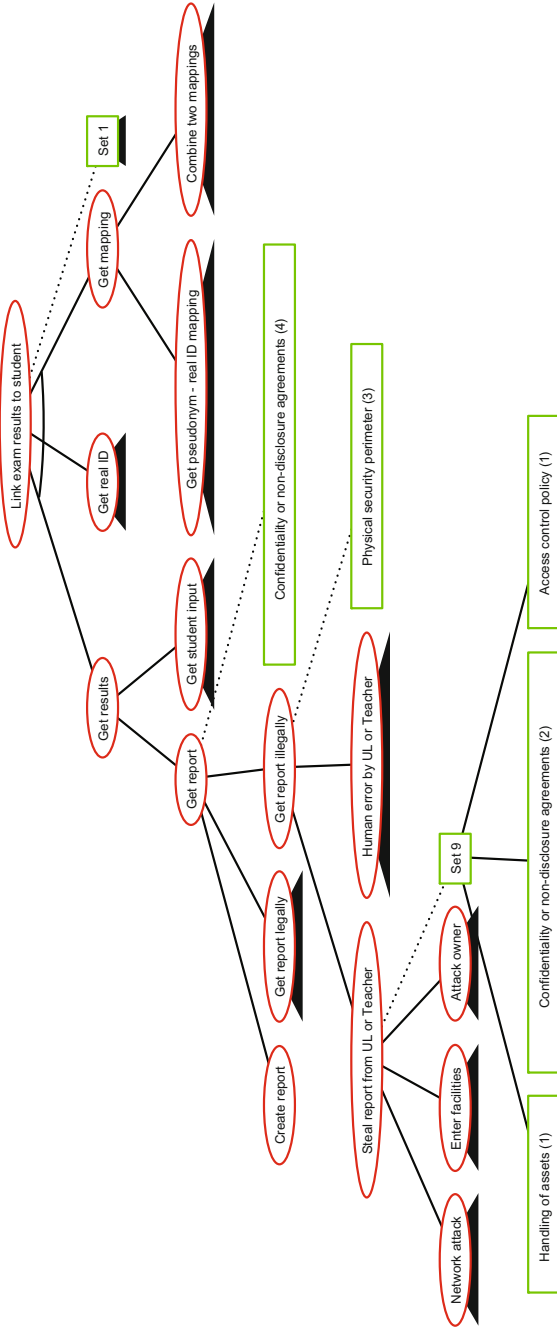 Link exam results to student
Get results
Get real ID
Get mapping
Set 1
Get report
Get student input
Get pseudonym - real ID mapping
Combine two mappings
Create report
Get report legally
Get report illegally
Confidentiality or non-disclosure agreements (4)
Steal report from UL or Teacher
Human error by UL or Teacher
Physical security perimeter (3)
Network attack
Enter facilities
Attack owner
Set 9
Handling of assets (1)
Confidentiality or non-disclosure agreements (2)
Access control policy (1)